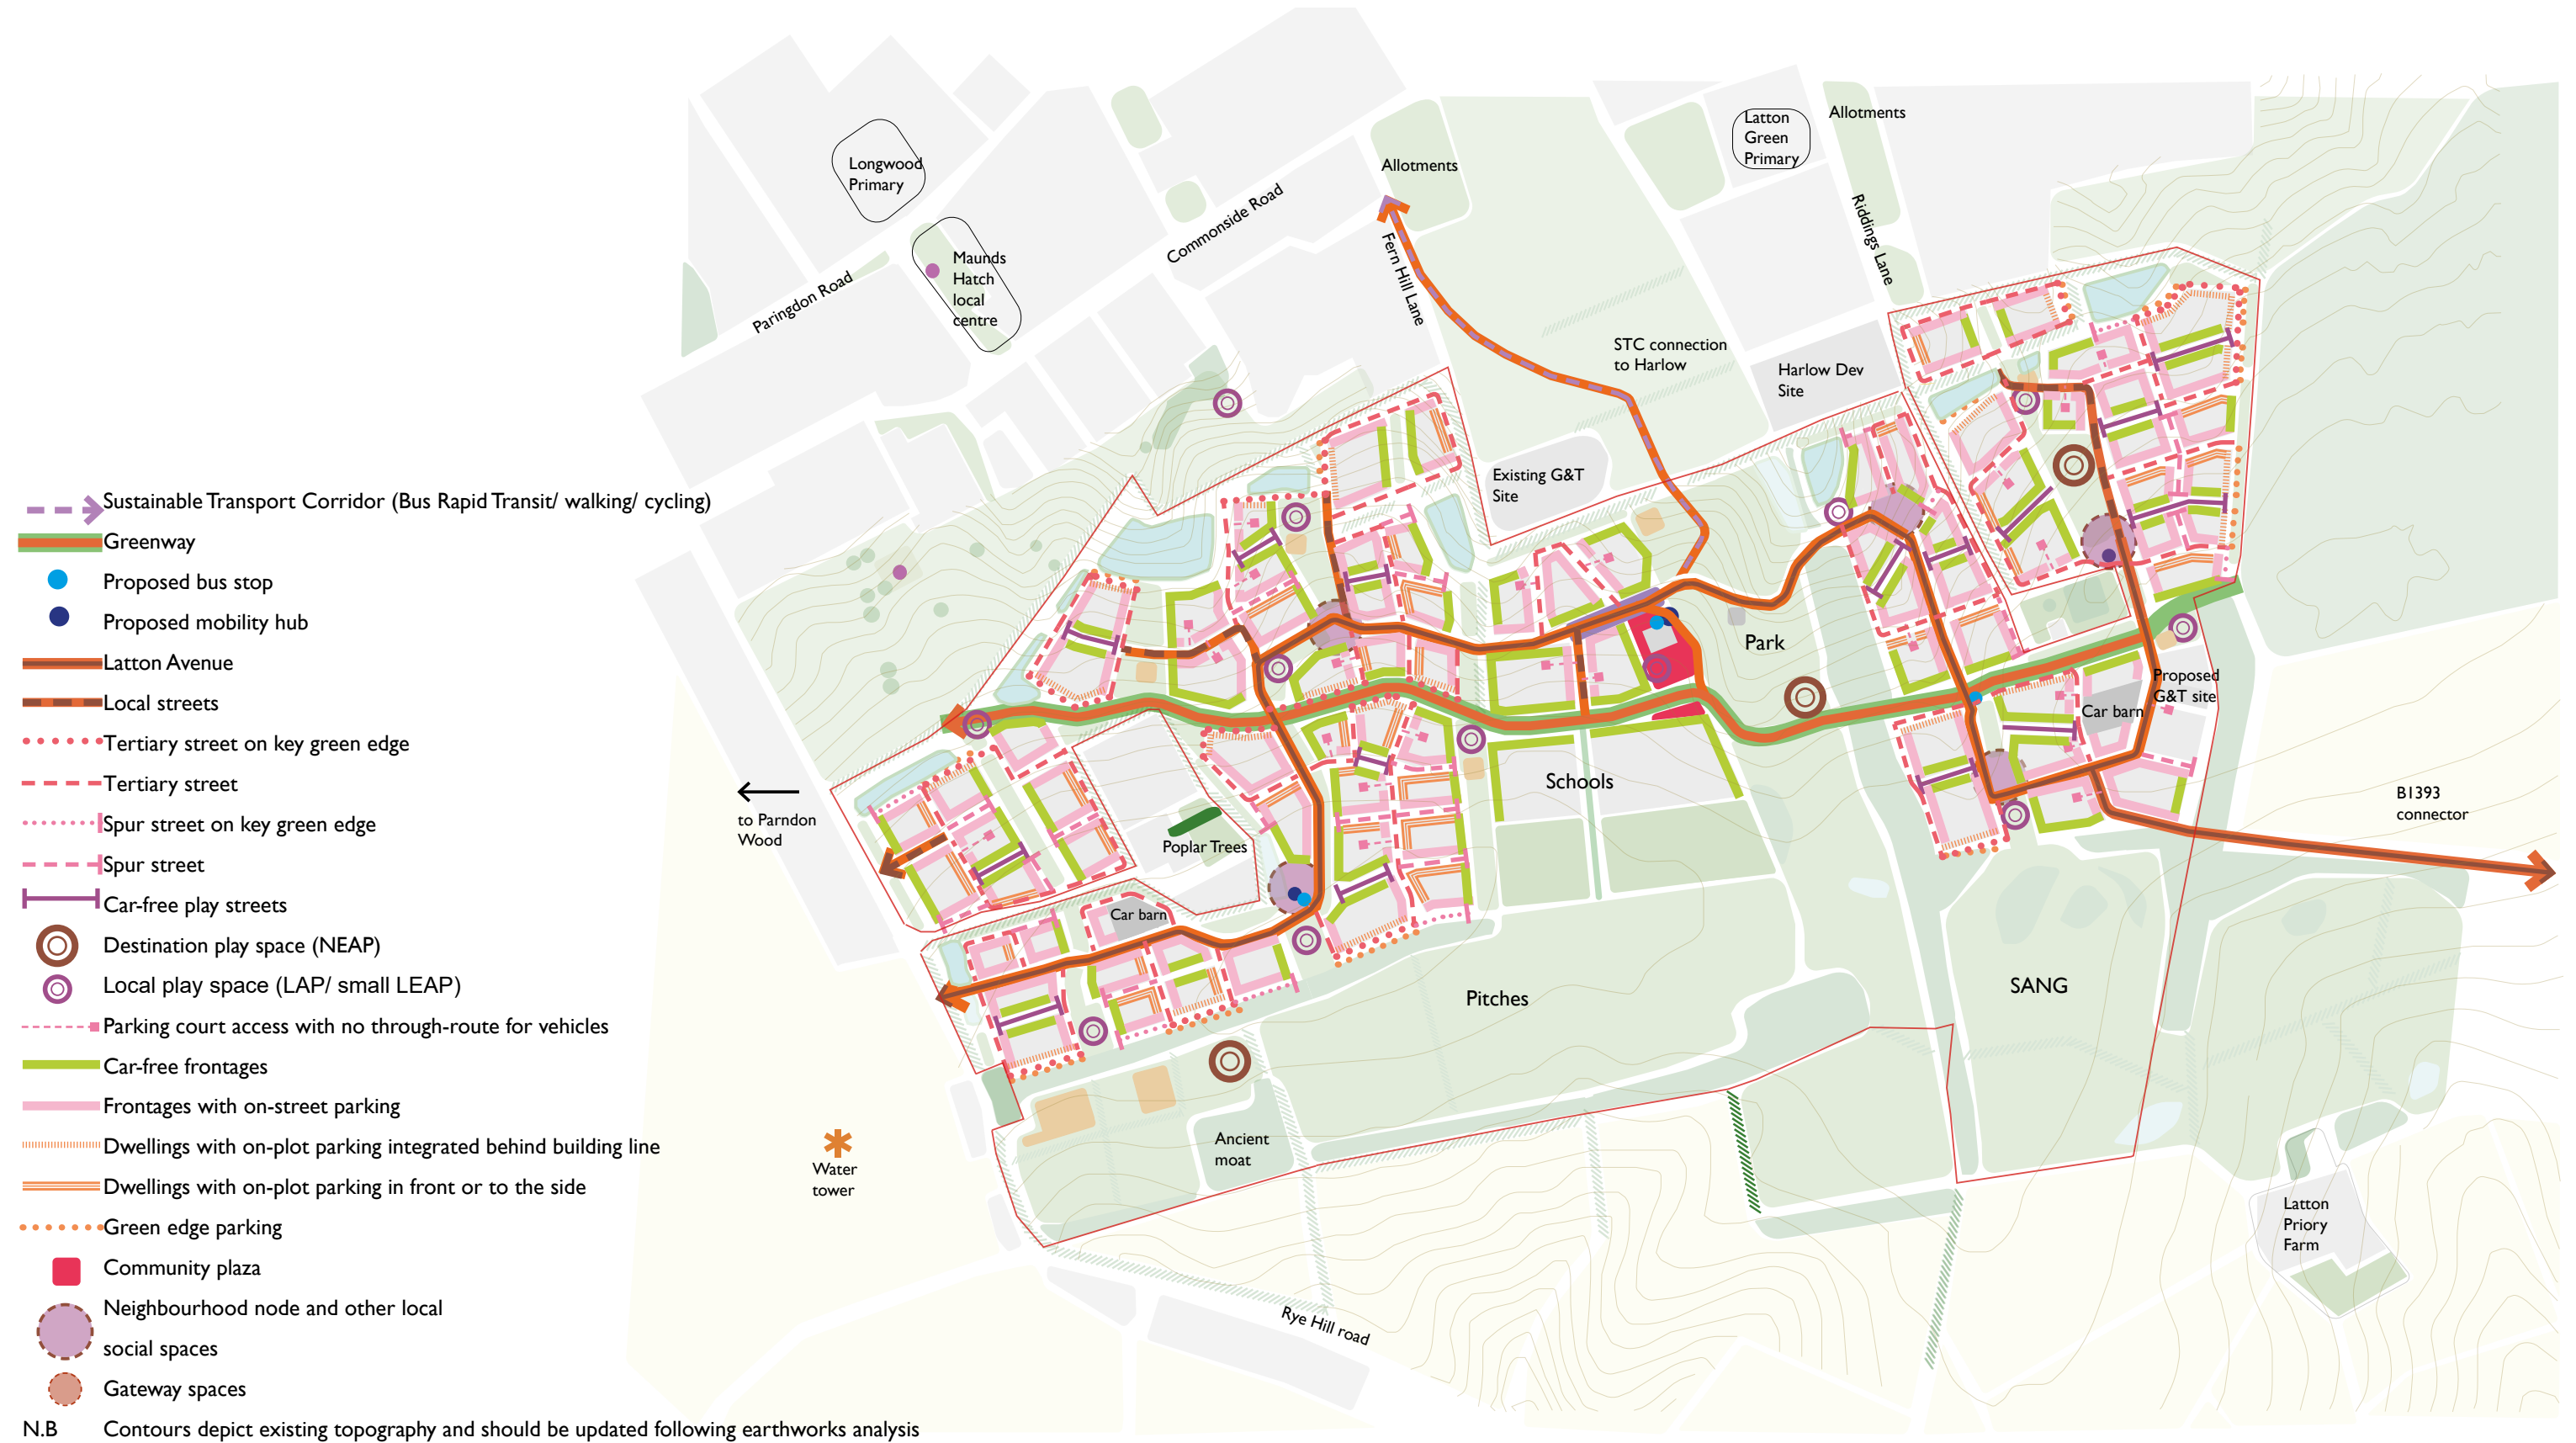 Allotments
Latton
Green
Primary
Longwood
Primary
Allotments
Commonside Road
Riddings Lane
Maunds
Hatch
local
centre
Fern Hill Lane
Paringdon Road
STC connection
to Harlow
Harlow Dev
Site
Existing G&T
Site
Park
Proposed
G&T site
Car barn
Schools
B1393
connector
to Parndon
Wood
Poplar Trees
Car barn
SANG
Pitches
Ancient
moat
Water
tower
Latton
Priory
Farm
Rye Hill road
Sustainable Transport Corridor (Bus Rapid Transit/ walking/ cycling)
Greenway
Proposed bus stop
Proposed mobility hub
Latton Avenue
Local streets
Tertiary street on key green edge
Tertiary street
Spur street on key green edge
Spur street
Car-free play streets
Destination play space (NEAP)
Local play space (LAP/ small LEAP)
Parking court access with no through-route for vehicles
Car-free frontages
Frontages with on-street parking
Dwellings with on-plot parking integrated behind building line
Dwellings with on-plot parking in front or to the side
Green edge parking
Community plaza
Neighbourhood node and other local
social spaces
Gateway spaces
N.B Contours depict existing topography and should be updated following earthworks analysis